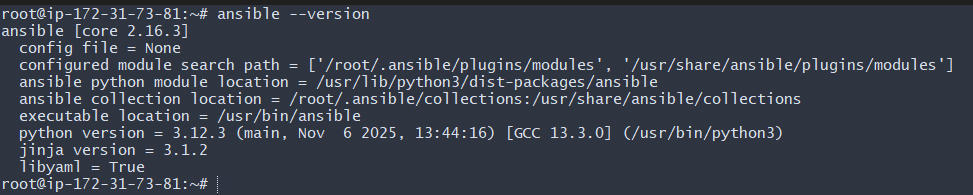 root@ip-172-31-73-81:~# ansible --version
ansible [core 2.16.3]
  config file = None
  configured module search path = ['/root/.ansible/plugins/modules', '/usr/share/ansible/plugins/modules']
  ansible python module location = /usr/lib/python3/dist-packages/ansible
  ansible collection location = /root/.ansible/collections:/usr/share/ansible/collections
  executable location = /usr/bin/ansible
  python version = 3.12.3 (main, Nov  6 2025, 13:44:16) [GCC 13.3.0] (/usr/bin/python3)
  jinja version = 3.1.2
  libyaml = True
root@ip-172-31-73-81:~#